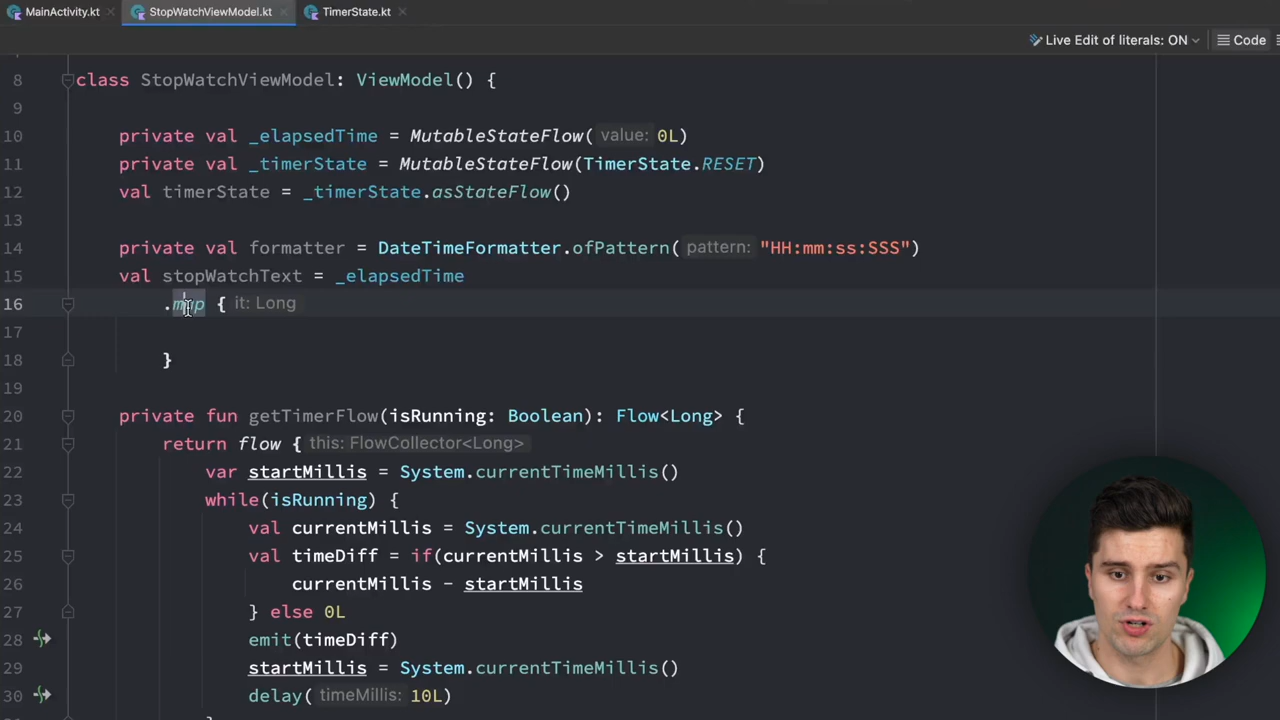 MainActivity.kt StopWatchViewModel.kt TimerState.kt
Live Edit of literals: ON Code
8 class StopWatchViewModel: ViewModel() {
9
10 private val _elapsedTime = MutableStateFlow( value: 0L)
11 private val _timerState = MutableStateFlow(TimerState.RESET)
12 val timerState = _timerState.asStateFlow()
13
14 private val formatter = DateTimeFormatter.ofPattern( pattern: "HH:mm:ss:SSS")
15 val stopWatchText = _elapsedTime
16 .map { it: Long
17
18 }
19
20 private fun getTimerFlow(isRunning: Boolean): Flow<Long> {
21 return flow { this: FlowCollector<Long>
22 var startMillis = System.currentTimeMillis()
23 while(isRunning) {
24 val currentMillis = System.currentTimeMillis()
25 val timeDiff = if(currentMillis > startMillis) {
26 currentMillis - startMillis
27 } else 0L
28 emit(timeDiff)
29 startMillis = System.currentTimeMillis()
30 delay( timeMillis: 10L)